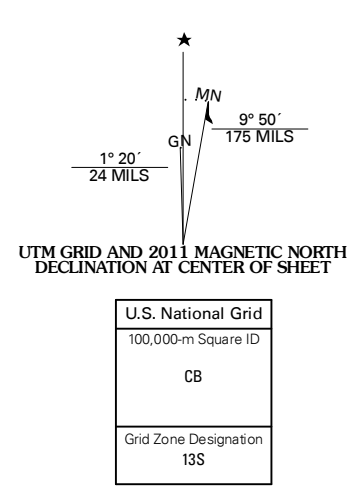 MN
9° 50´
175 MILS
GN
1° 20´
24 MILS
UTM GRID AND 2011 MAGNETIC NORTH
DECLINATION AT CENTER OF SHEET
U.S. National Grid
100,000-m Square ID
CB
Grid Zone Designation
13S